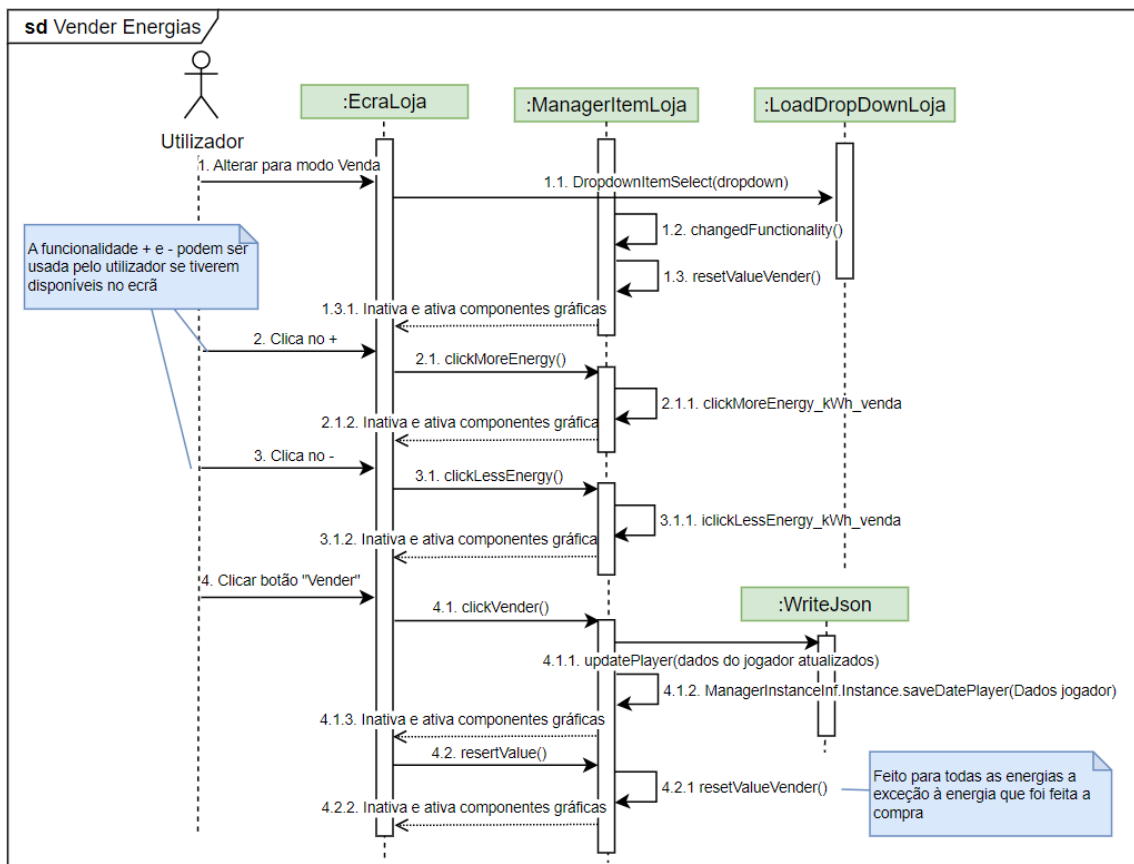 sd Vender Energias
:EcraLoja
:ManagerItemLoja
:LoadDropDownLoja
Utilizador
1. Alterar para modo Venda
1.1. DropdownItemSelect(dropdown)
1.2. changedFunctionality()
A funcionalidade + e - podem ser
usada pelo utilizador se tiverem
disponíveis no ecrã
1.3. resetValueVender()
1.3.1. Inativa e ativa componentes gráficas
2. Clica no +
2.1. clickMoreEnergy()
2.1.1. clickMoreEnergy_kWh_venda
2.1.2. Inativa e ativa componentes gráfica
3. Clica no -
3.1. clickLessEnergy()
3.1.1. iclickLessEnergy_kWh_venda
3.1.2. Inativa e ativa componentes gráfica
4. Clicar botão "Vender"
:WriteJson
4.1. clickVender()
4.1.1. updatePlayer(dados do jogador atualizados)
4.1.2. ManagerInstanceInf.Instance.saveDatePlayer(Dados jogador)
4.1.3. Inativa e ativa componentes gráficas
4.2. resertValue()
4.2.1 resetValueVender()
Feito para todas as energias a
exceção à energia que foi feita a
compra
4.2.2. Inativa e ativa componentes gráficas